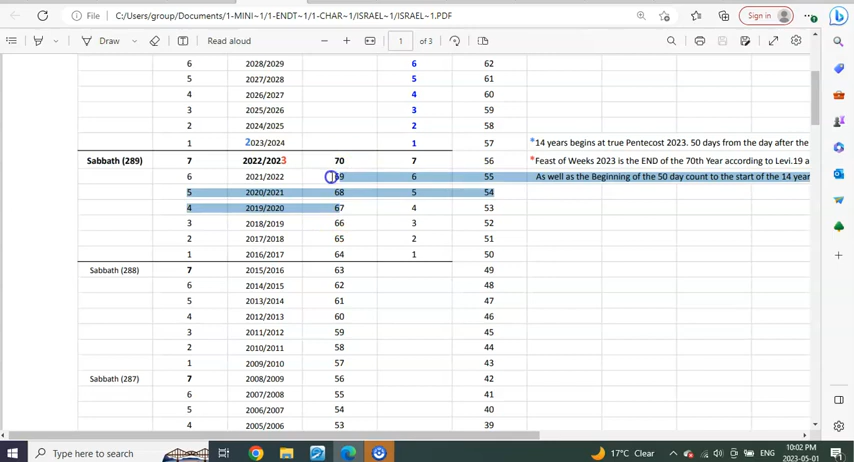 File C:/Users/group/Documents/1-MINI~1/1-ENDT~1/1-CHAR~1/ISRAEL~1/ISRAEL~1.PDF
Sign in
Draw Read aloud 1 of 3
6 2028/2029 6 62
5 2027/2028 5 61
4 2026/2027 4 60
3 2025/2026 3 59
2 2024/2025 2 58
1 2023/2024 1 57 *14 years begins at true Pentecost 2023. 50 days from the day after the
Sabbath (289) 7 2022/2023 70 7 56 *Feast of Weeks 2023 is the END of the 70th Year according to Levi.19 a
6 2021/2022 69 6 55 As well as the Beginning of the 50 day count to the start of the 14 year
5 2020/2021 68 5 54
4 2019/2020 67 4 53
3 2018/2019 66 3 52
2 2017/2018 65 2 51
1 2016/2017 64 1 50
Sabbath (288) 7 2015/2016 63 49
6 2014/2015 62 48
5 2013/2014 61 47
4 2012/2013 60 46
3 2011/2012 59 45
2 2010/2011 58 44
1 2009/2010 57 43
Sabbath (287) 7 2008/2009 56 42
6 2007/2008 55 41
5 2006/2007 54 40
4 2005/2006 53 39
Type here to search 17°C Clear ENG 10:02 PM
2023-05-01